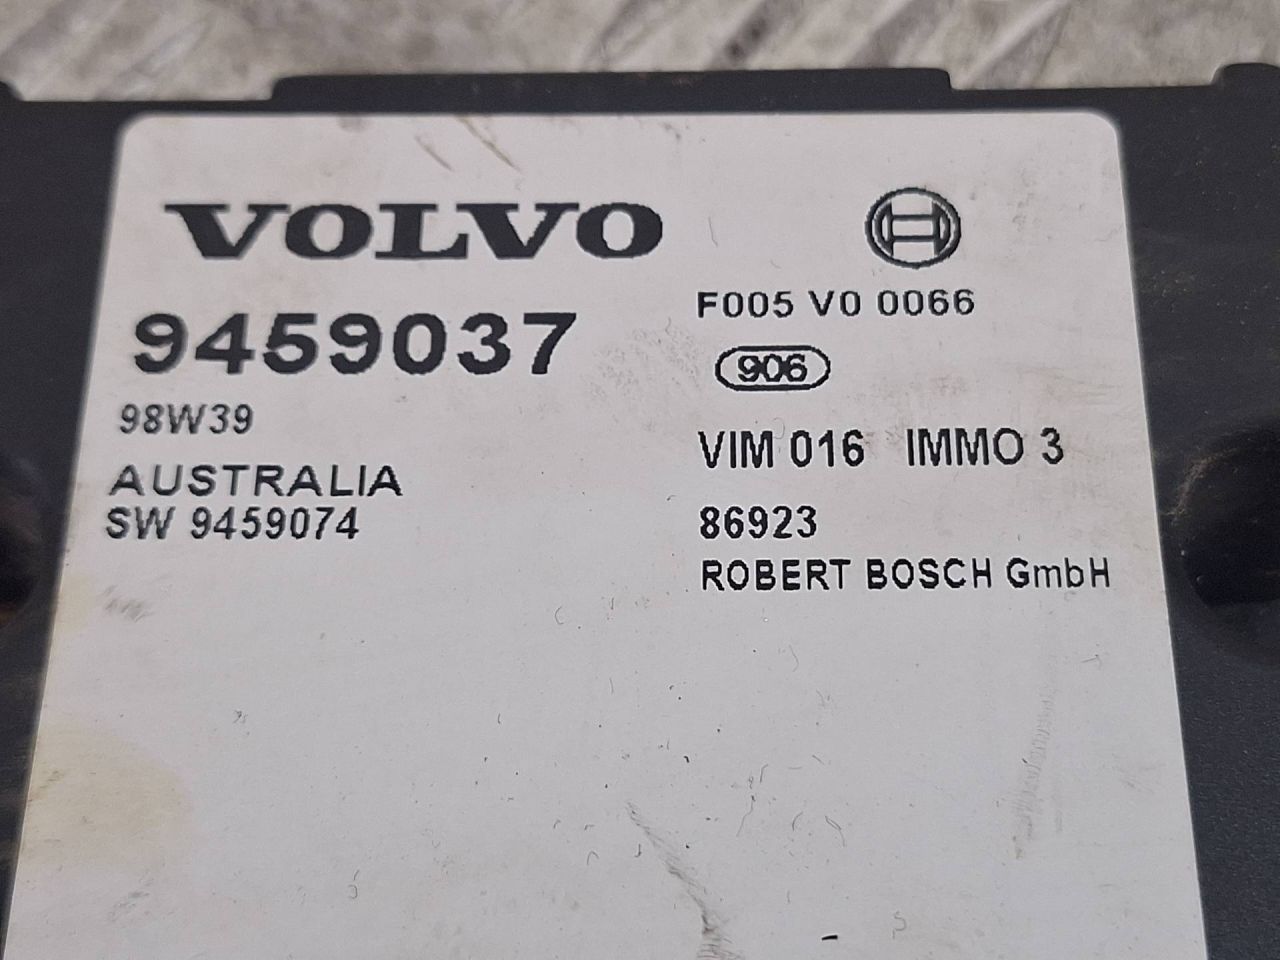 VOLVO
9459037
98W39
AUSTRALIA
SW 9459074
F005 V0 0066
906
VIM 016 IMMO 3
86923
ROBERT BOSCH GmbH